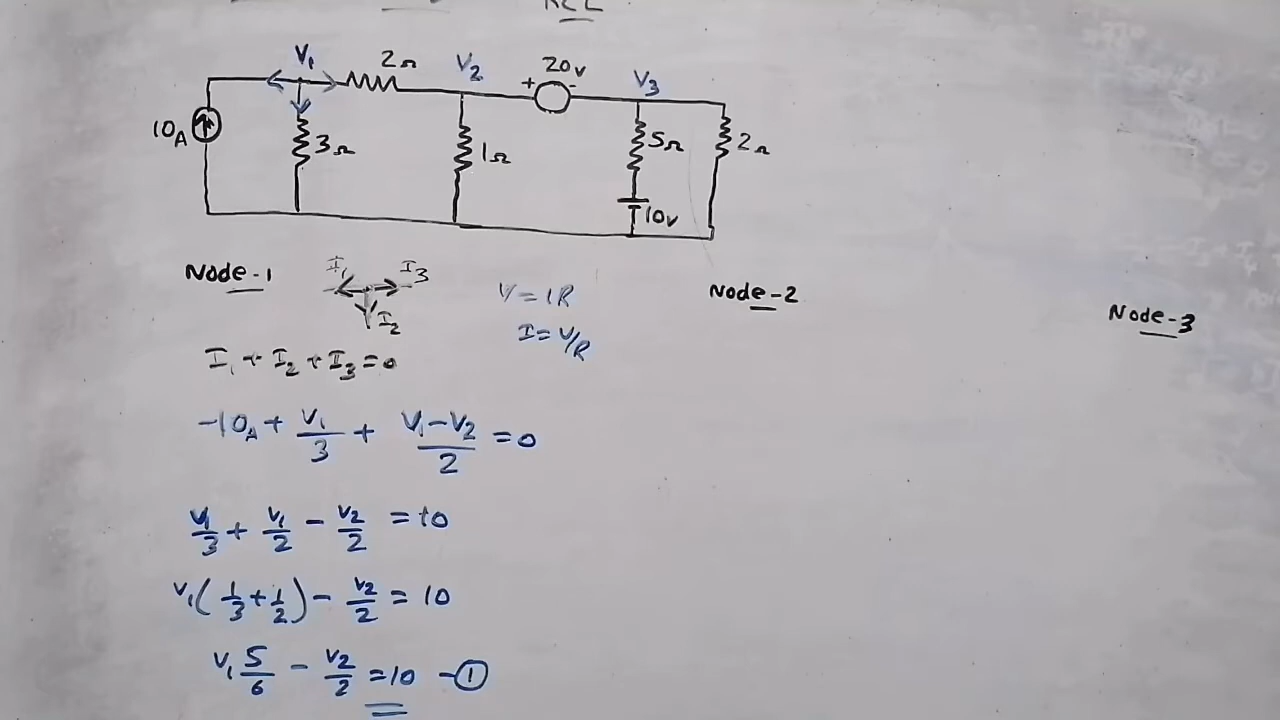 KCL
V₁ 2Ω V₂ 20v V₃
+ -
10A 3Ω 1Ω 5Ω 2Ω
10v
Node-1
I₁ I₃
I₂
V = IR
I = V/R
Node-2
Node-3
I₁ + I₂ + I₃ = 0
-10A + V₁/3 + (V₁-V₂)/2 = 0
V₁/3 + V₁/2 - V₂/2 = 10
V₁(1/3 + 1/2) - V₂/2 = 10
V₁ 5/6 - V₂/2 = 10 -①